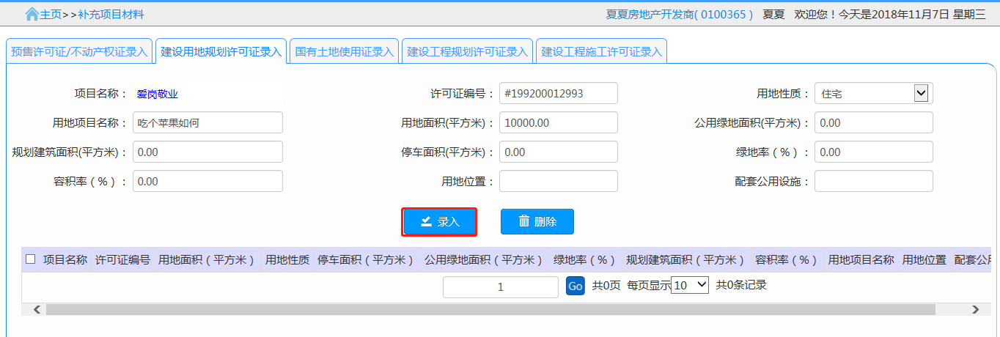 主页>>补充项目材料 夏夏房地产开发商( 0100365 ) 夏夏 欢迎您！今天是2018年11月7日 星期三
预售许可证/不动产权证录入 建设用地规划许可证录入 国有土地使用证录入 建设工程规划许可证录入 建设工程施工许可证录入
项目名称： 爱岗敬业 许可证编号： #199200012993 用地性质： 住宅
用地项目名称： 吃个苹果如何 用地面积(平方米)： 10000.00 公用绿地面积(平方米)： 0.00
规划建筑面积(平方米)： 0.00 停车面积(平方米)： 0.00 绿地率（%）： 0.00
容积率（%）： 0.00 用地位置： 配套公用设施：
录入 删除
项目名称 许可证编号 用地面积（平方米） 用地性质 停车面积（平方米） 公用绿地面积（平方米） 绿地率（%） 规划建筑面积（平方米） 容积率（%） 用地项目名称 用地位置 配套公用
1 Go 共0页 每页显示 10 共0条记录